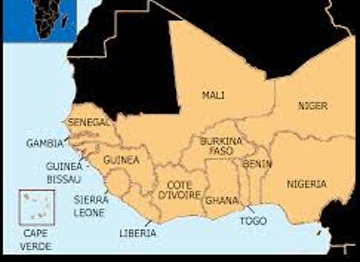 MALI
NIGER
SENEGAL
GAMBIA
BURKINA
FASO
GUINEA
BENIN
GUINEA
BISSAU
NIGERIA
COTE
D'IVOIRE
GHANA
SIERRA
LEONE
TOGO
LIBERIA
CAPE
VERDE